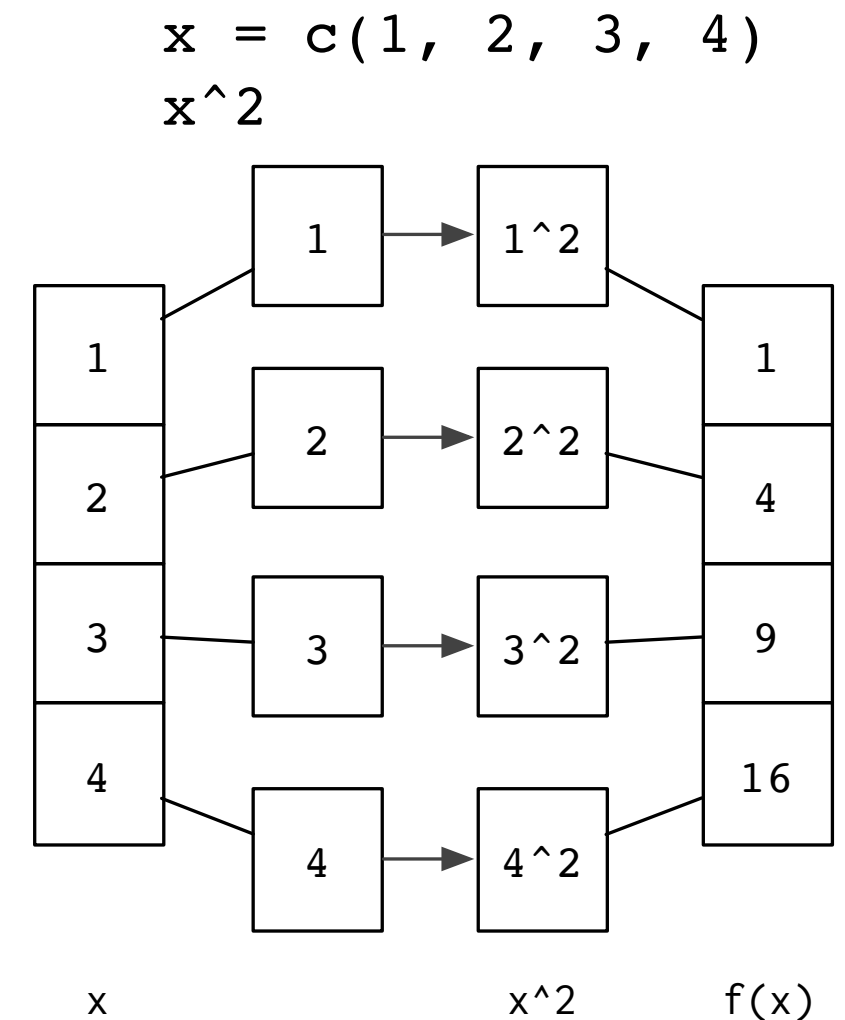 x = c(1, 2, 3, 4)
x^2
1 1^2
1 1
2 2^2
2 4
3 3^2
3 9
4 16
4 4^2
x x^2 f(x)